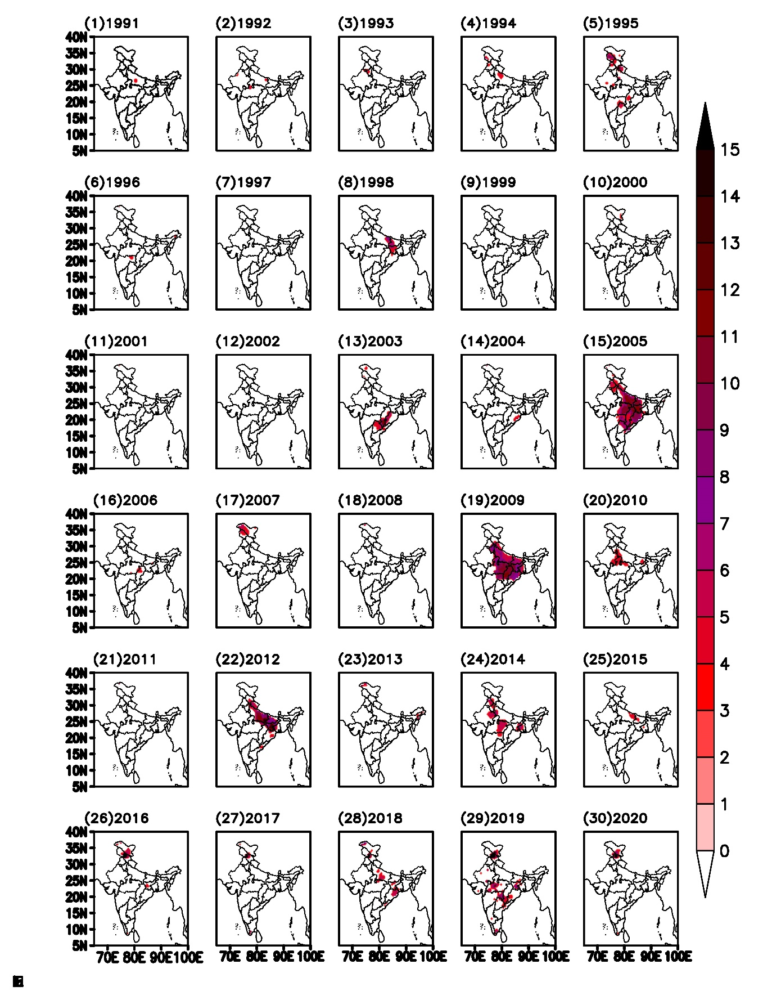 (1)1991 (2)1992 (3)1993 (4)1994 (5)1995
40N
35N
30N
25N
20N
15N
10N
5N
(6)1996 (7)1997 (8)1998 (9)1999 (10)2000
40N
35N
30N
25N
20N
15N
10N
5N
(11)2001 (12)2002 (13)2003 (14)2004 (15)2005
40N
35N
30N
25N
20N
15N
10N
5N
(16)2006 (17)2007 (18)2008 (19)2009 (20)2010
40N
35N
30N
25N
20N
15N
10N
5N
(21)2011 (22)2012 (23)2013 (24)2014 (25)2015
40N
35N
30N
25N
20N
15N
10N
5N
(26)2016 (27)2017 (28)2018 (29)2019 (30)2020
40N
35N
30N
25N
20N
15N
10N
5N
70E 80E 90E 100E 70E 80E 90E 100E 70E 80E 90E 100E 70E 80E 90E 100E 70E 80E 90E 100E
15
14
13
12
11
10
9
8
7
6
5
4
3
2
1
0